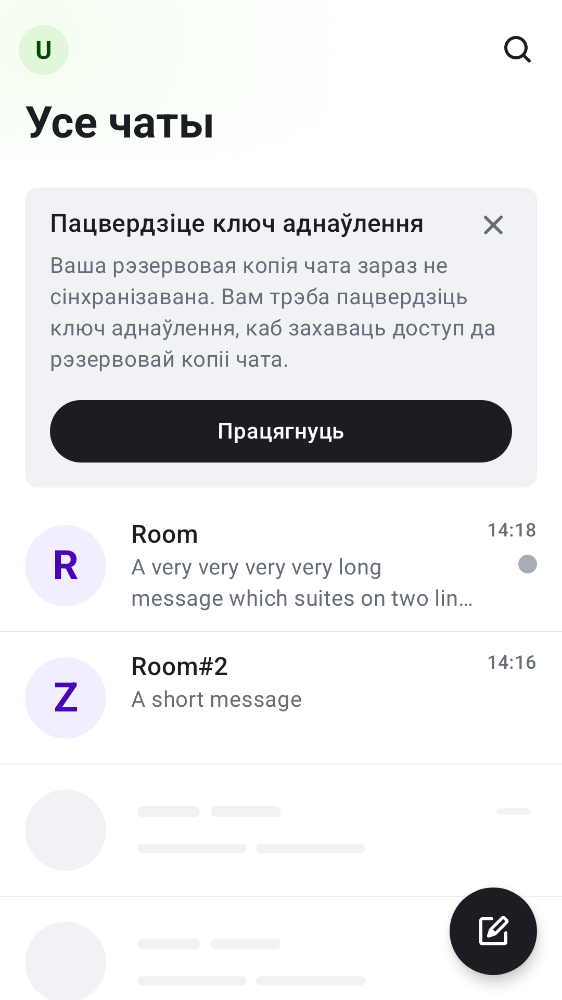 U
Усе чаты
Пацвердзіце ключ аднаўлення
Ваша рэзервовая копія чата зараз не
сінхранізавана. Вам трэба пацвердзіць
ключ аднаўлення, каб захаваць доступ да
рэзервовай копіі чата.
Працягнуць
R
Room
14:18
A very very very very long
message which suites on two lin…
Z
Room#2
14:16
A short message